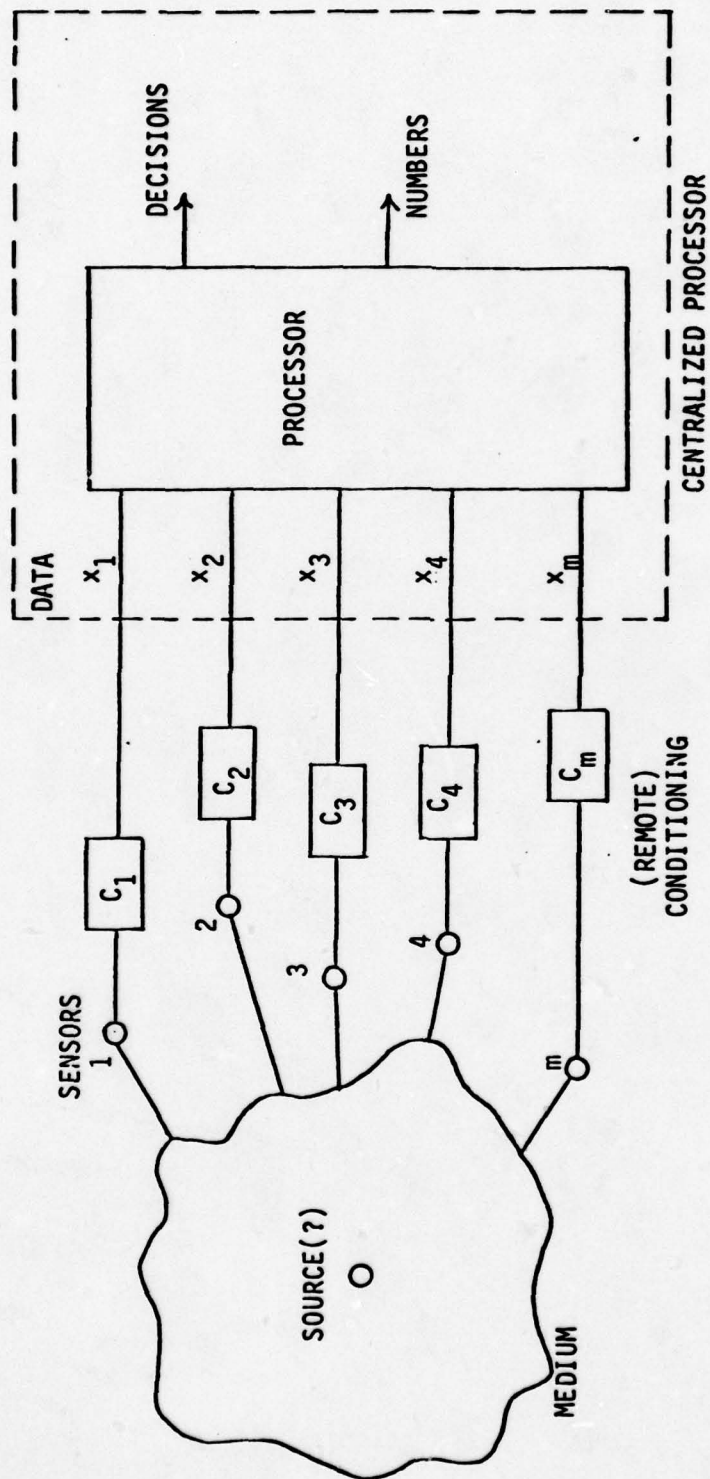 SOURCE(?)
MEDIUM
SENSORS
1
2
3
4
m
C1
C2
C3
C4
Cm
(REMOTE)
CONDITIONING
DATA
x1
x2
x3
x4
xm
PROCESSOR
DECISIONS
NUMBERS
CENTRALIZED PROCESSOR